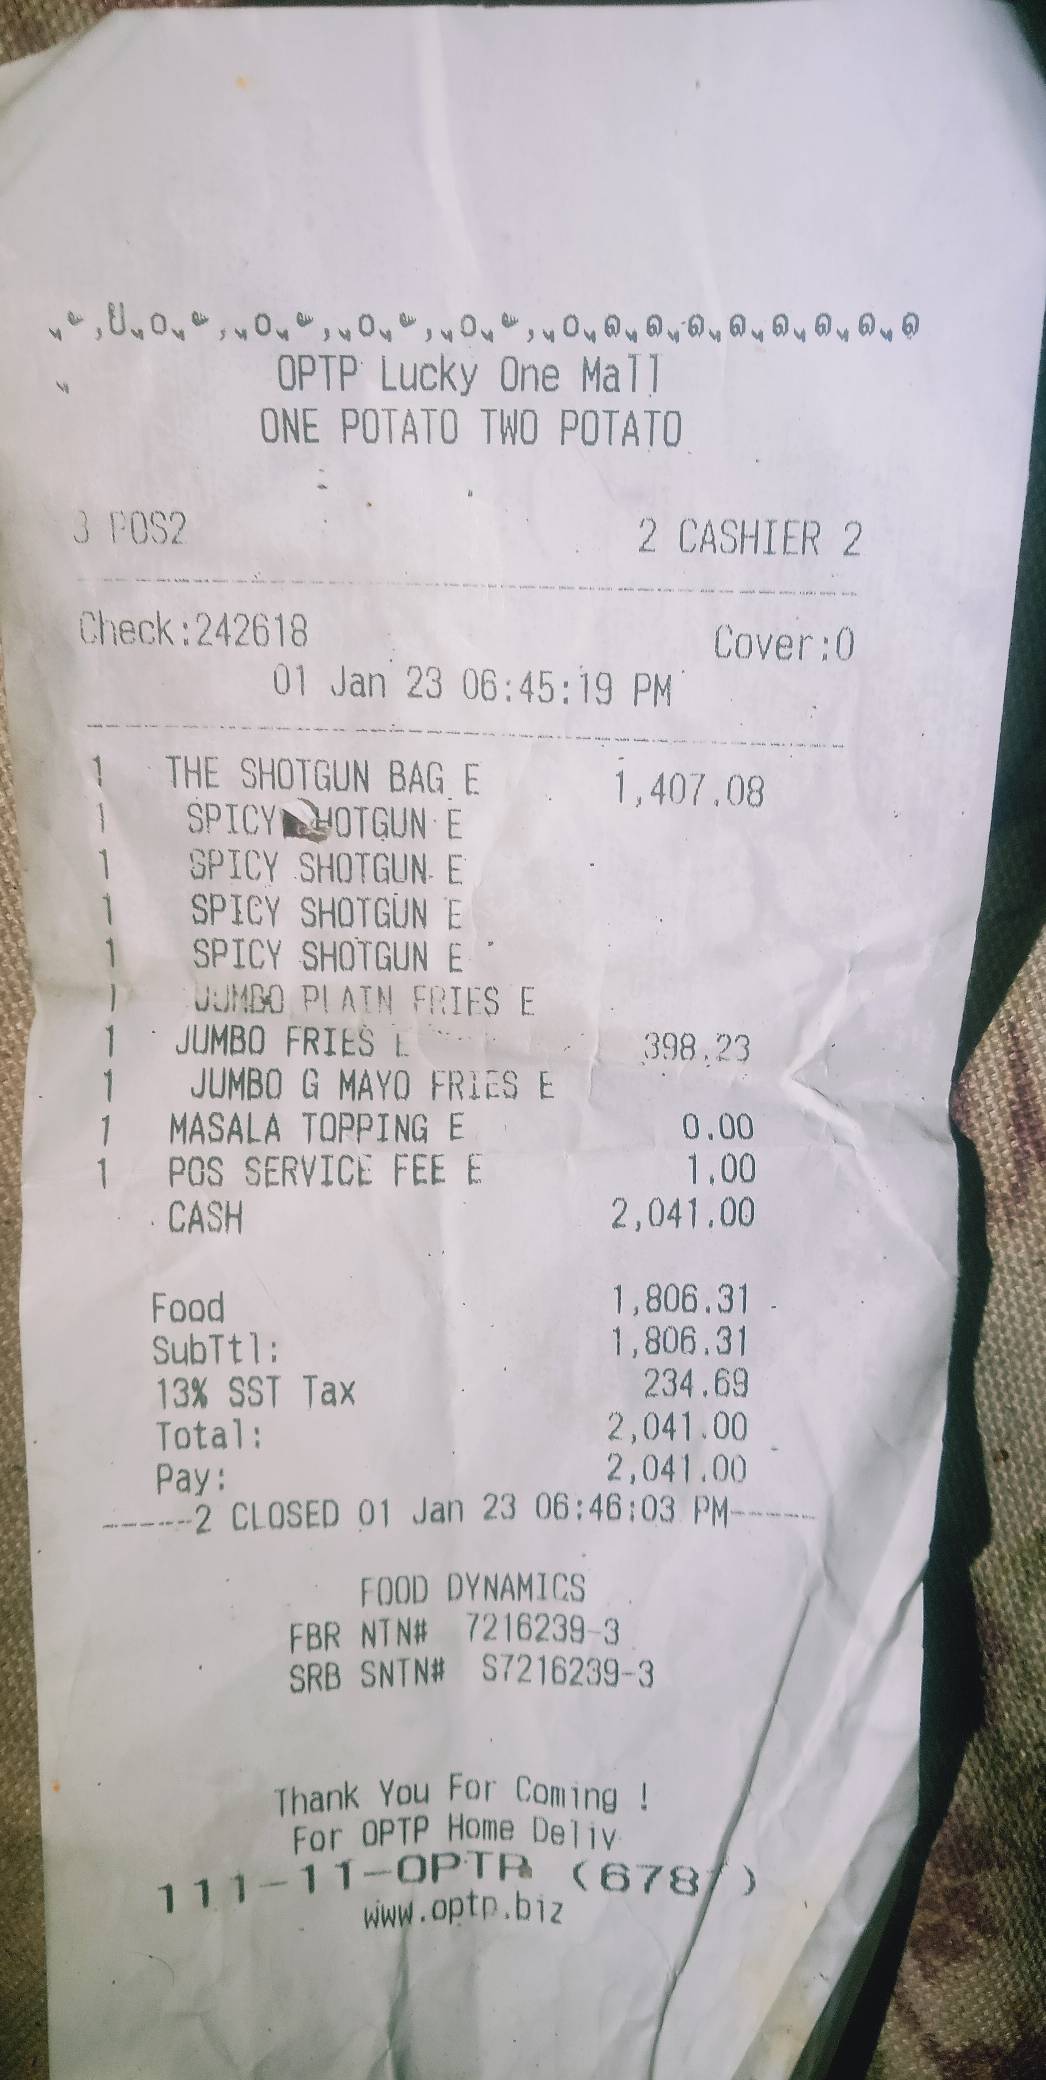 OPTP Lucky One Mall
ONE POTATO TWO POTATO
3 POS2 2 CASHIER 2
Check:242618 Cover:0
01 Jan 23 06:45:19 PM
1 THE SHOTGUN BAG E 1,407.08
1 SPICY SHOTGUN E
1 SPICY SHOTGUN E
1 SPICY SHOTGUN E
1 SPICY SHOTGUN E
1 JUMBO PLAIN FRIES E
1 JUMBO FRIES E 398.23
1 JUMBO G MAYO FRIES E
1 MASALA TOPPING E 0.00
1 POS SERVICE FEE E 1.00
CASH 2,041.00
Food 1,806.31
SubTtl: 1,806.31
13% SST Tax 234.69
Total: 2,041.00
Pay: 2,041.00
------2 CLOSED 01 Jan 23 06:46:03 PM------
FOOD DYNAMICS
FBR NTN# 7216239-3
SRB SNTN# S7216239-3
Thank You For Coming !
For OPTP Home Deliv
111-11-OPTP
www.optp.biz